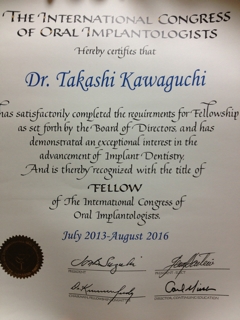 The International Congress
of Oral Implantologists
Hereby certifies that
Dr. Takashi Kawaguchi
has satisfactorily completed the requirements for Fellowship
as set forth by the Board of Directors, and has
demonstrated an exceptional interest in the
advancement of Implant Dentistry,
And is thereby recognized with the title of
FELLOW
of The International Congress of
Oral Implantologists.
July 2013-August 2016